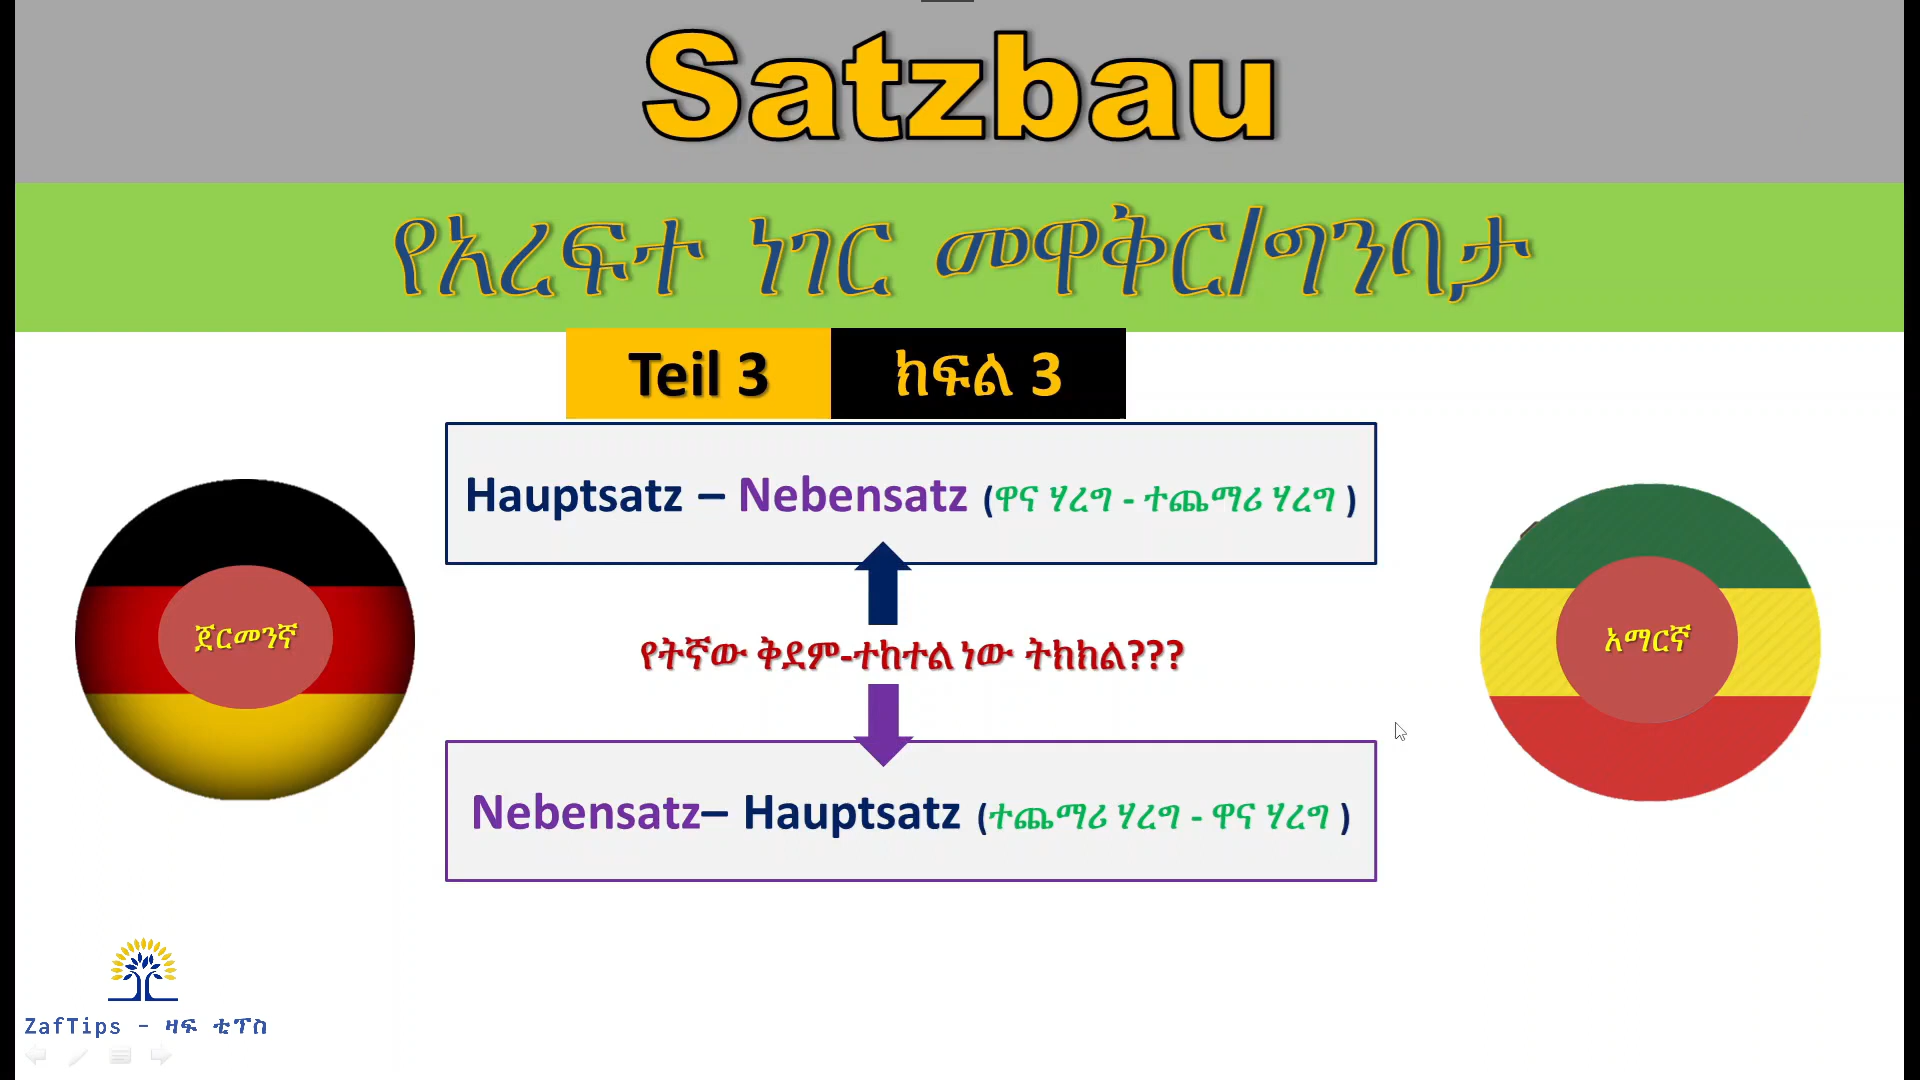 Satzbau
የአረፍተ ነገር መዋቅር/ግንባታ
Teil 3 ክፍል 3
Hauptsatz – Nebensatz (ዋና ሃረግ - ተጨማሪ ሃረግ )
ጀርመንኛ
የትኛው ቅደም-ተከተል ነው ትክክል???
አማርኛ
Nebensatz– Hauptsatz (ተጨማሪ ሃረግ - ዋና ሃረግ )
ZafTips - ዛፍ ቲፕስ